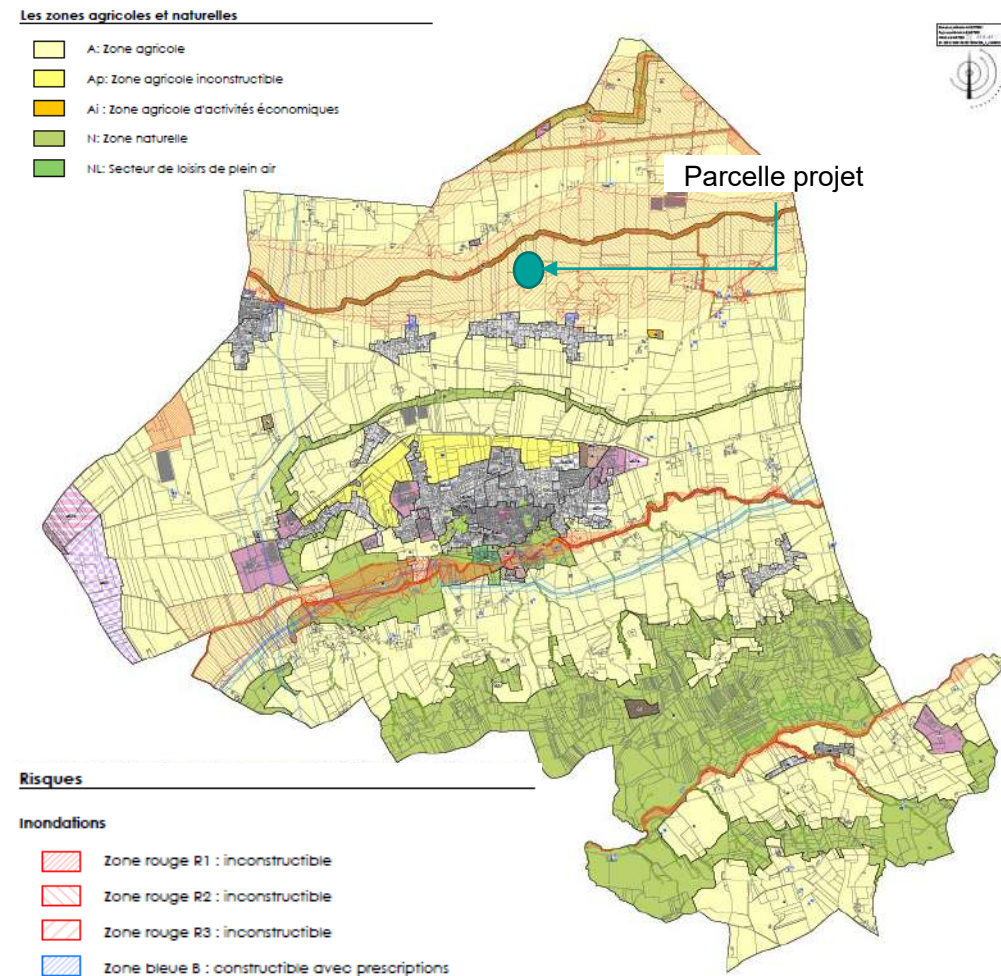 Les zones agricoles et naturelles
A: Zone agricole
Ap: Zone agricole inconstructible
Ai : Zone agricole d'activités économiques
N: Zone naturelle
NL: Secteur de loisirs de plein air
Parcelle projet
Risques
Inondations
Zone rouge R1 : inconstructible
Zone rouge R2 : inconstructible
Zone rouge R3 : inconstructible
Zone bleue B : constructible avec prescriptions